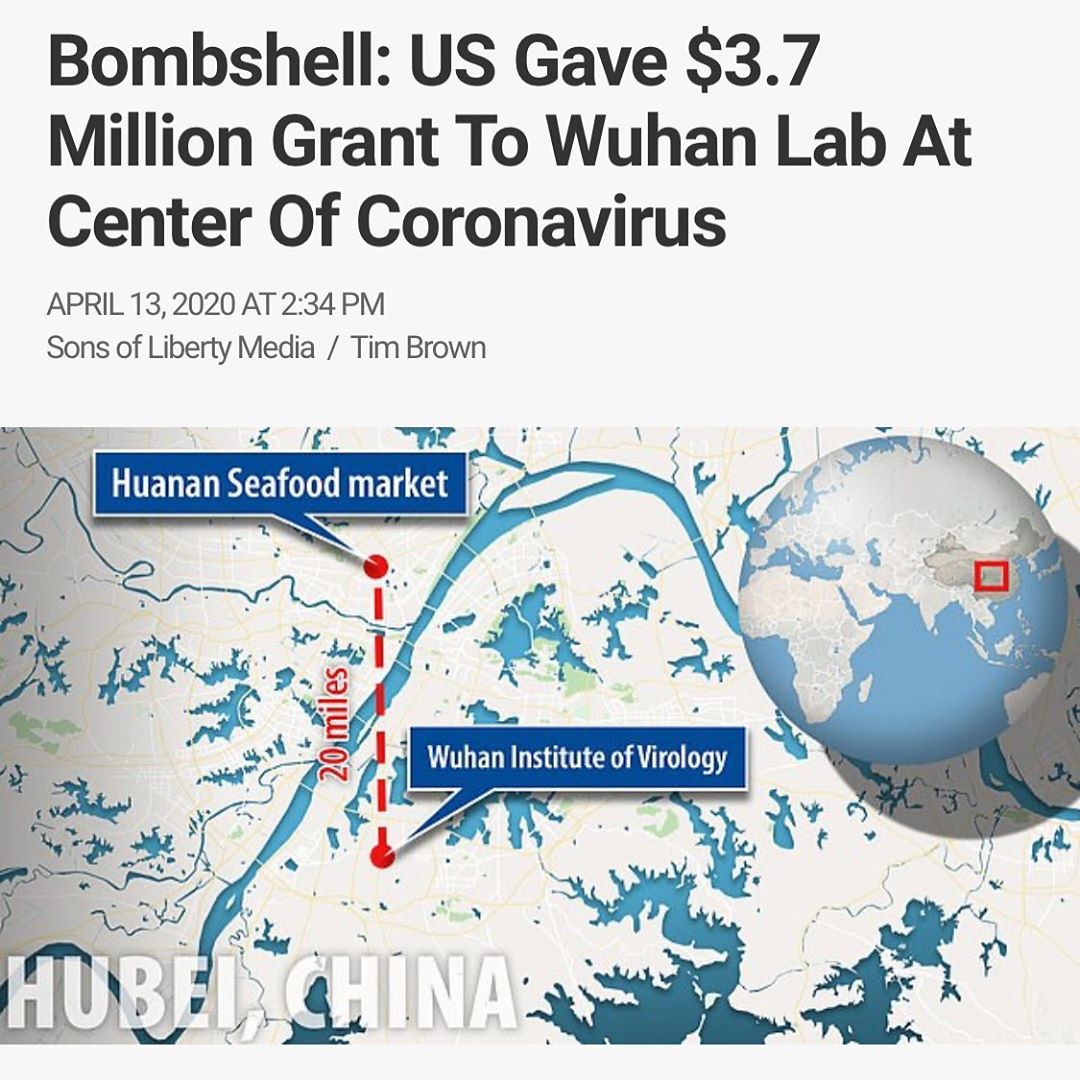 Bombshell: US Gave $3.7
Million Grant To Wuhan Lab At
Center Of Coronavirus
APRIL 13, 2020 AT 2:34 PM
Sons of Liberty Media / Tim Brown
Huanan Seafood market
20 miles
Wuhan Institute of Virology
HUBEI, CHINA